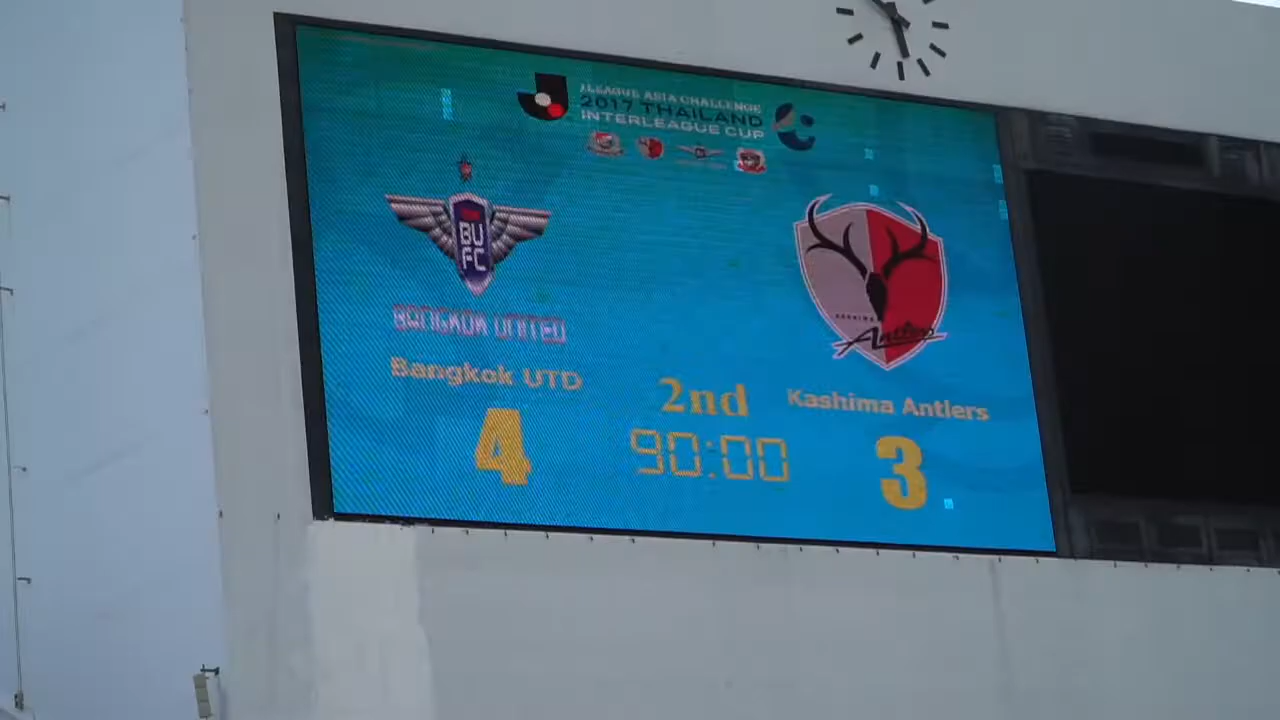 J.LEAGUE ASIA CHALLENGE
2017 THAILAND
INTERLEAGUE CUP
BU
FC
BANGKOK UNITED
KASHIMA
Antlers
Bangkok UTD
2nd
Kashima Antlers
4
90:00
3